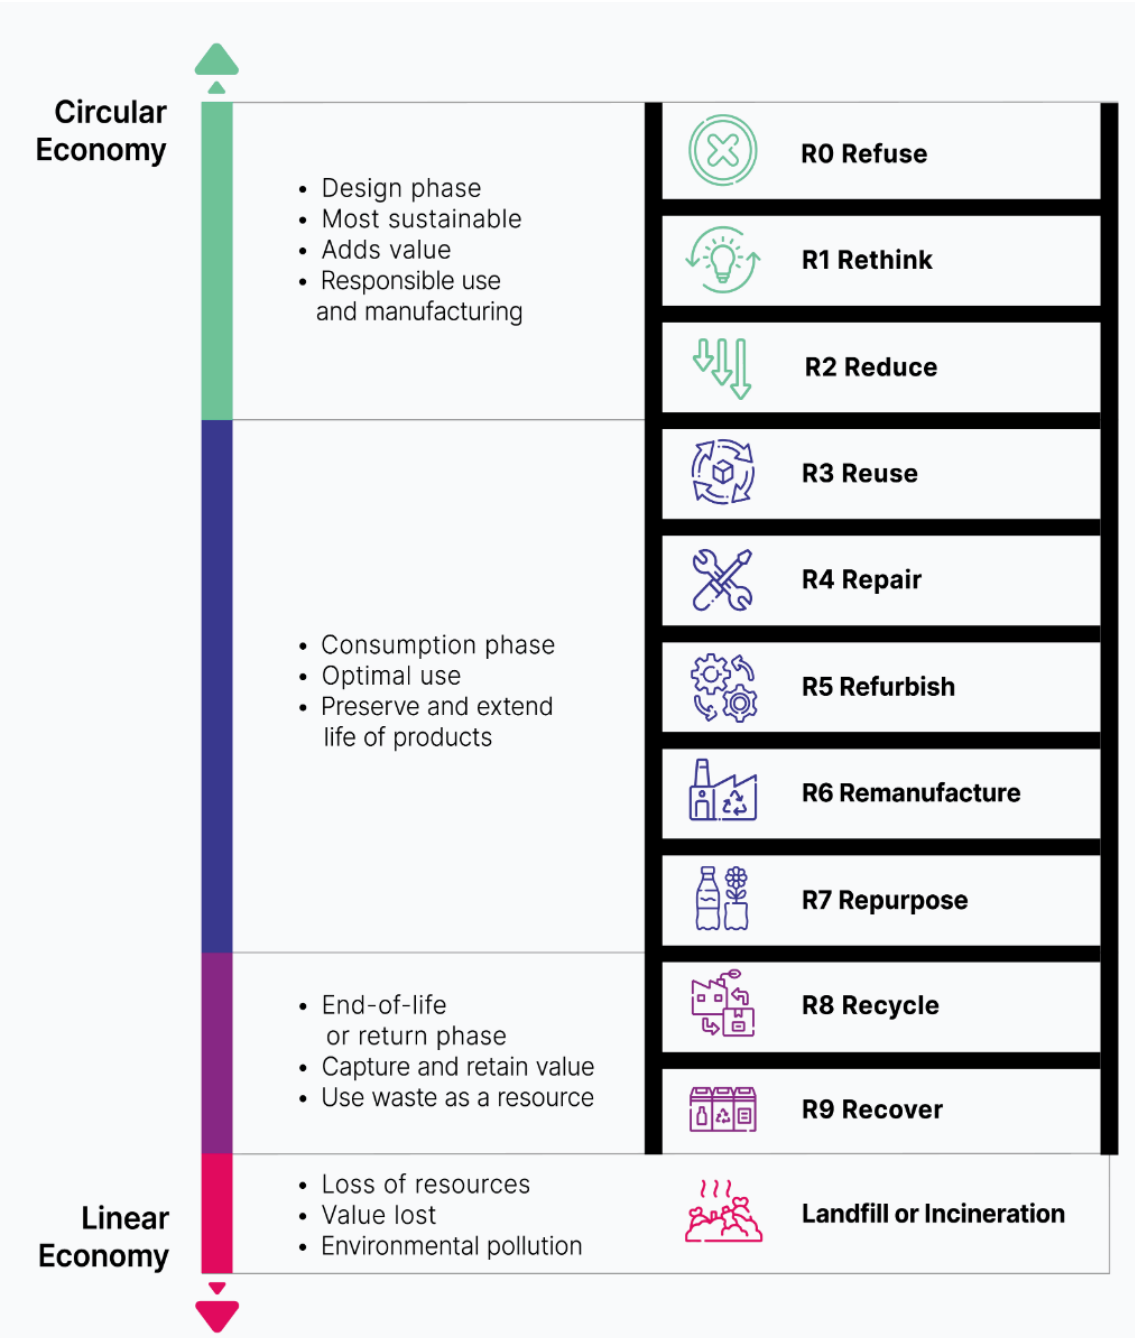 Circular
Economy
• Design phase
• Most sustainable
• Adds value
• Responsible use
and manufacturing
R0 Refuse
R1 Rethink
R2 Reduce
• Consumption phase
• Optimal use
• Preserve and extend
life of products
R3 Reuse
R4 Repair
R5 Refurbish
R6 Remanufacture
R7 Repurpose
• End-of-life
or return phase
• Capture and retain value
• Use waste as a resource
R8 Recycle
R9 Recover
Linear
Economy
• Loss of resources
• Value lost
• Environmental pollution
Landfill or Incineration